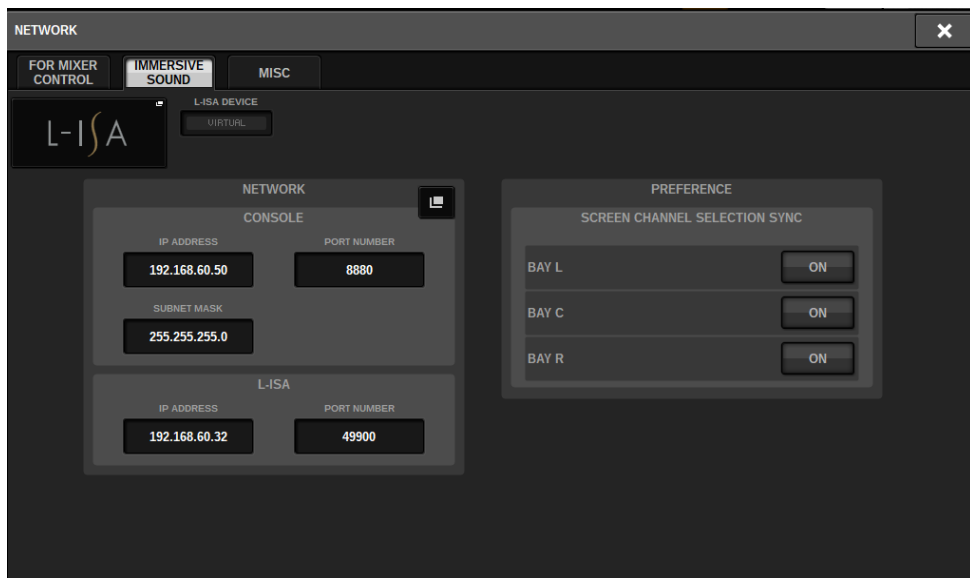 NETWORK
FOR MIXER
CONTROL
IMMERSIVE
SOUND
MISC
L-ISA
L-ISA DEVICE
VIRTUAL
NETWORK
CONSOLE
IP ADDRESS
PORT NUMBER
192.168.60.50
8880
SUBNET MASK
255.255.255.0
L-ISA
IP ADDRESS
PORT NUMBER
192.168.60.32
49900
PREFERENCE
SCREEN CHANNEL SELECTION SYNC
BAY L
ON
BAY C
ON
BAY R
ON